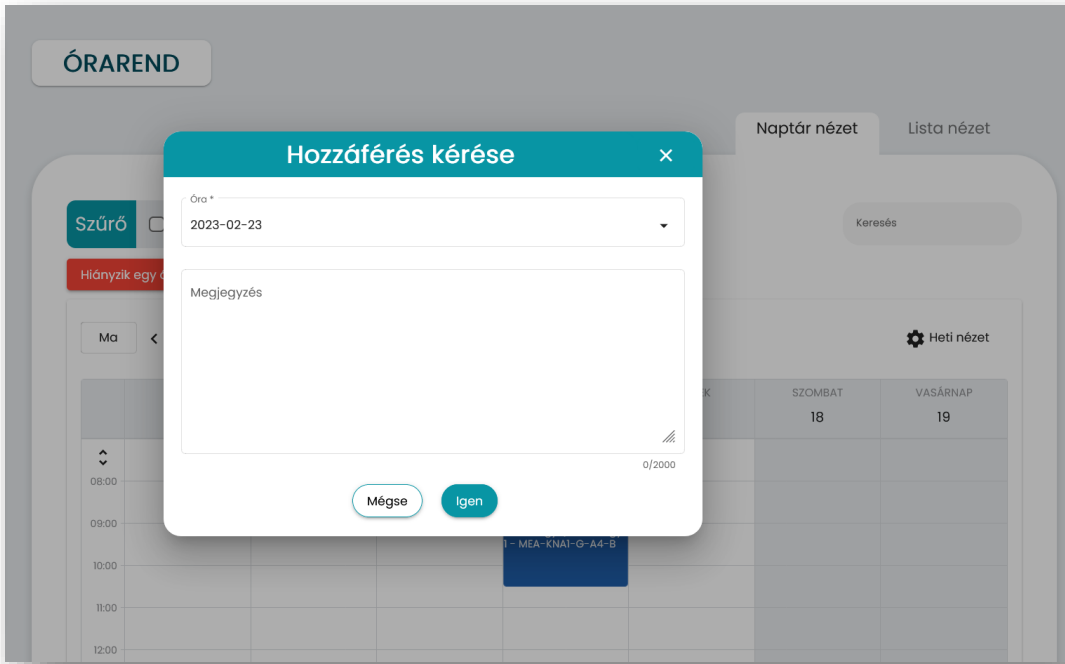 ÓRAREND
Naptár nézet
Lista nézet
Hozzáférés kérése
Óra *
2023-02-23
Szűrő
Keresés
Hiányzik egy
Megjegyzés
Ma
Heti nézet
SZOMBAT
VASÁRNAP
18
19
0/2000
08:00
Mégse
Igen
09:00
1 - MEA-KNA1-G-A4-B
10:00
11:00
12:00